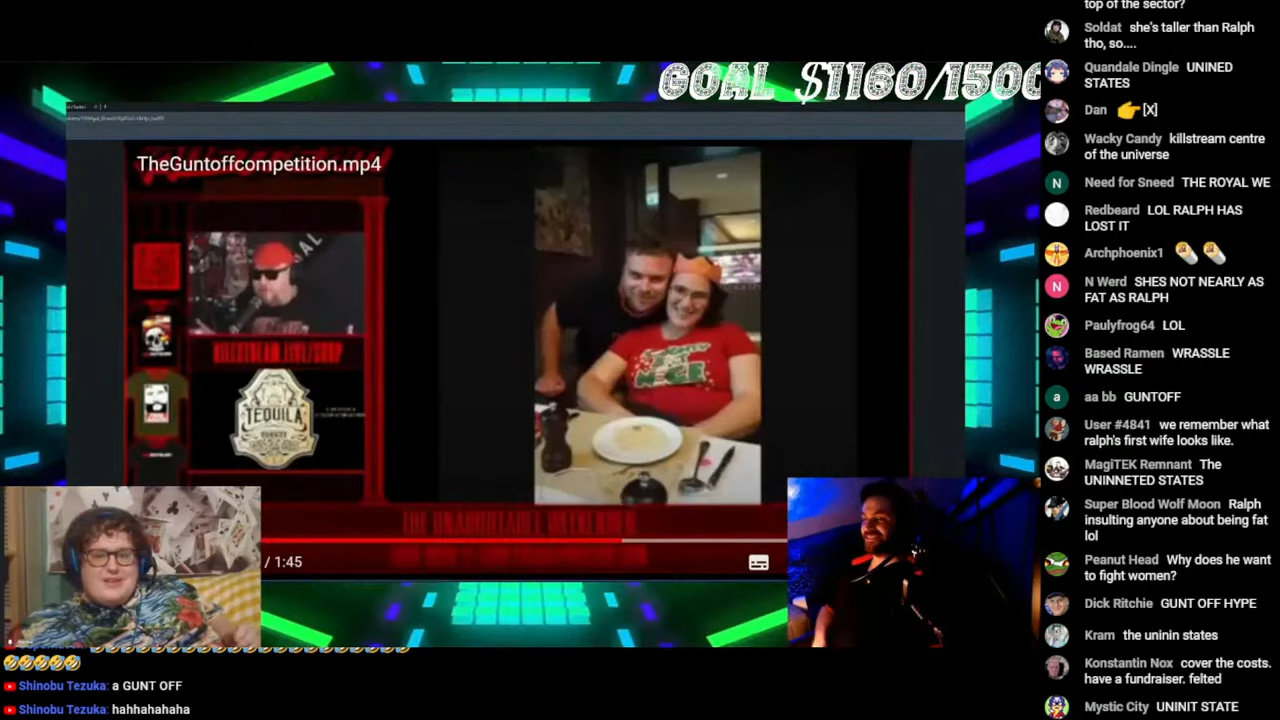 GOAL $1160/1500
TheGuntoffcompetition.mp4
KILLSTREAM.LIVE/SHOP
TEQUILA
NICE
/ 1:45
Shinobu Tezuka: a GUNT OFF
Shinobu Tezuka: hahhahahaha
top of the sector?
Soldat she's taller than Ralph
tho, so....
Quandale Dingle UNINED
STATES
Dan 👉[X]
Wacky Candy killstream centre
of the universe
N Need for Sneed THE ROYAL WE
Redbeard LOL RALPH HAS
LOST IT
Archphoenix1 🌯🌯
N N Werd SHES NOT NEARLY AS
FAT AS RALPH
Paulyfrog64 LOL
Based Ramen WRASSLE
WRASSLE
a aa bb GUNTOFF
User #4841 we remember what
ralph's first wife looks like.
MagiTEK Remnant The
UNINNETED STATES
Super Blood Wolf Moon Ralph
insulting anyone about being fat
lol
Peanut Head Why does he want
to fight women?
Dick Ritchie GUNT OFF HYPE
Kram the uninin states
Konstantin Nox cover the costs.
have a fundraiser. felted
Mystic City UNINIT STATE